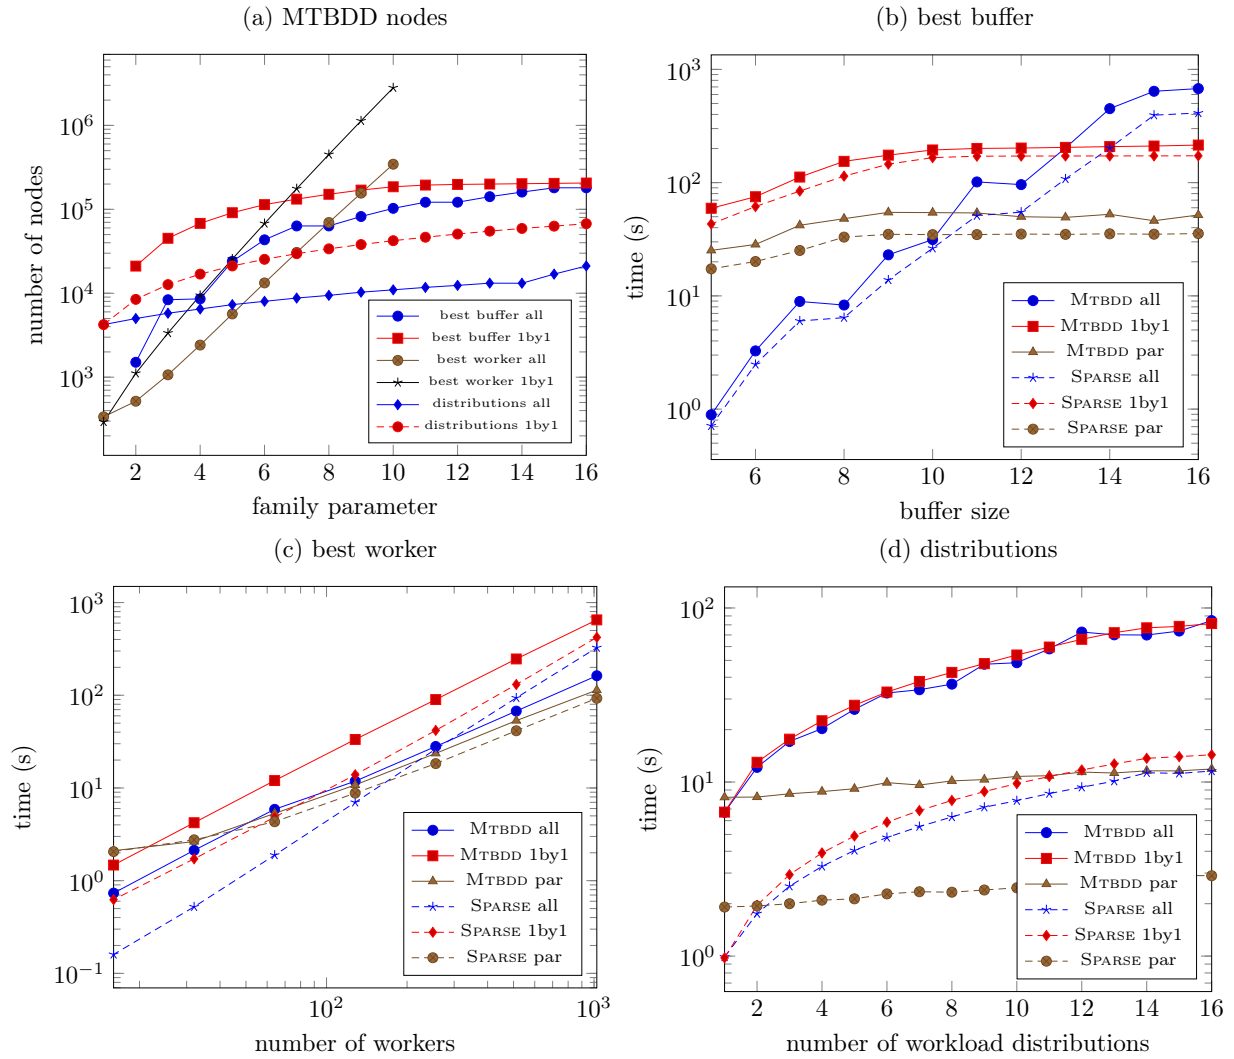 (a) MTBDD nodes
10^6
10^5
10^4
10^3
number of nodes
2 4 6 8 10 12 14 16
family parameter
best buffer all
best buffer 1by1
best worker all
best worker 1by1
distributions all
distributions 1by1
(b) best buffer
10^3
10^2
10^1
10^0
time (s)
6 8 10 12 14 16
buffer size
MTBDD all
MTBDD 1by1
MTBDD par
SPARSE all
SPARSE 1by1
SPARSE par
(c) best worker
10^3
10^2
10^1
10^0
10^−1
time (s)
10^2 10^3
number of workers
MTBDD all
MTBDD 1by1
MTBDD par
SPARSE all
SPARSE 1by1
SPARSE par
(d) distributions
10^2
10^1
10^0
time (s)
2 4 6 8 10 12 14 16
number of workload distributions
MTBDD all
MTBDD 1by1
MTBDD par
SPARSE all
SPARSE 1by1
SPARSE par